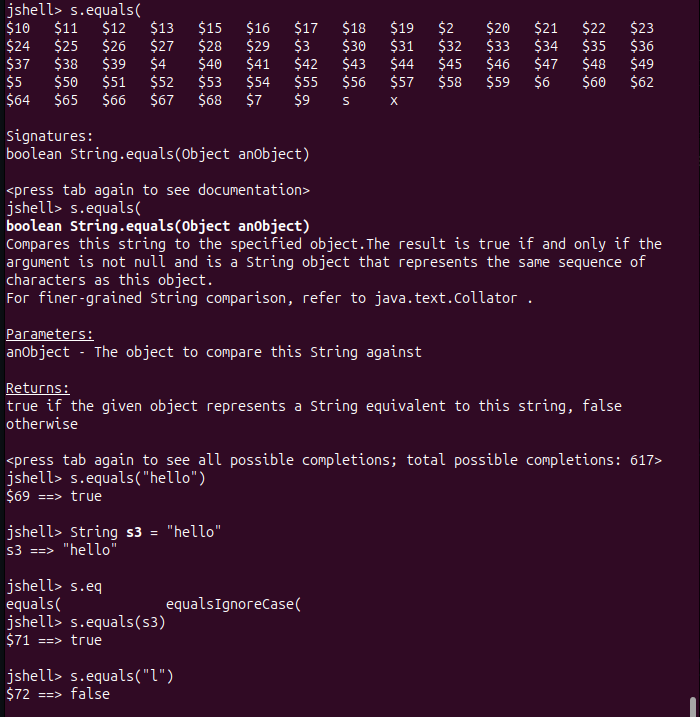 jshell> s.equals(
$10 $11 $12 $13 $15 $16 $17 $18 $19 $2 $20 $21 $22 $23
$24 $25 $26 $27 $28 $29 $3 $30 $31 $32 $33 $34 $35 $36
$37 $38 $39 $4 $40 $41 $42 $43 $44 $45 $46 $47 $48 $49
$5 $50 $51 $52 $53 $54 $55 $56 $57 $58 $59 $6 $60 $62
$64 $65 $66 $67 $68 $7 $9 s x
Signatures:
boolean String.equals(Object anObject)
<press tab again to see documentation>
jshell> s.equals(
boolean String.equals(Object anObject)
Compares this string to the specified object.The result is true if and only if the
argument is not null and is a String object that represents the same sequence of
characters as this object.
For finer-grained String comparison, refer to java.text.Collator .
Parameters:
anObject - The object to compare this String against
Returns:
true if the given object represents a String equivalent to this string, false
otherwise
<press tab again to see all possible completions; total possible completions: 617>
jshell> s.equals("hello")
$69 ==> true
jshell> String s3 = "hello"
s3 ==> "hello"
jshell> s.eq
equals( equalsIgnoreCase(
jshell> s.equals(s3)
$71 ==> true
jshell> s.equals("l")
$72 ==> false